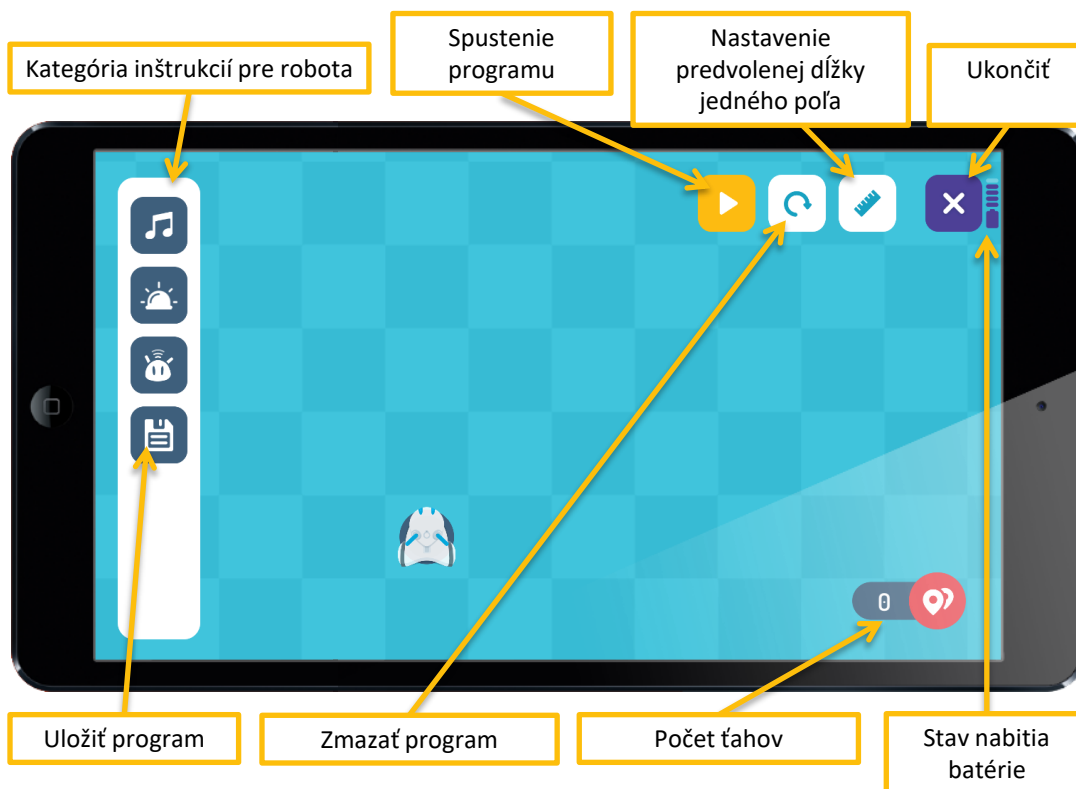 Kategória inštrukcií pre robota
Spustenie
programu
Nastavenie
predvolenej dĺžky
jedného poľa
Ukončiť
0
Uložiť program
Zmazať program
Počet ťahov
Stav nabitia
batérie